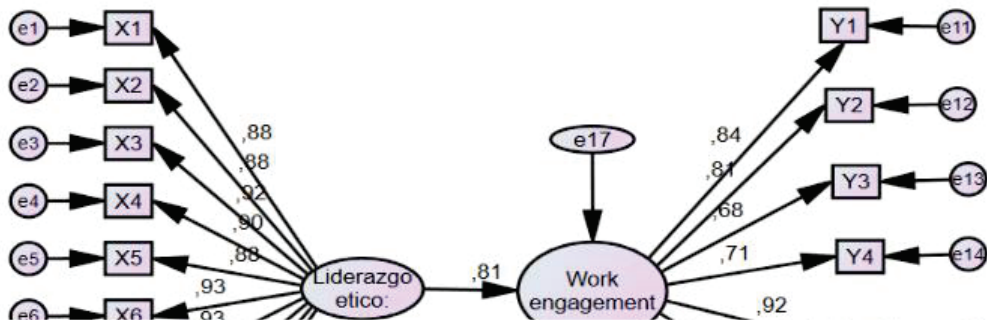 e1
X1
Y1
e11
e2
X2
Y2
e12
e3
X3
,88
e17
,84
,88
,81
Y3
e13
e4
X4
,92
,68
,90
e5
X5
,88
,71
Y4
e14
Liderazgo
etico:
,81
Work
engagement
,93
,92
e6
X6
,93